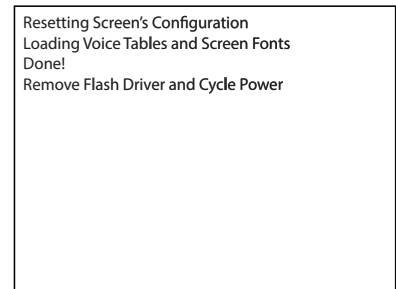 Resetting Screen's Configuration
Loading Voice Tables and Screen Fonts
Done!
Remove Flash Driver and Cycle Power